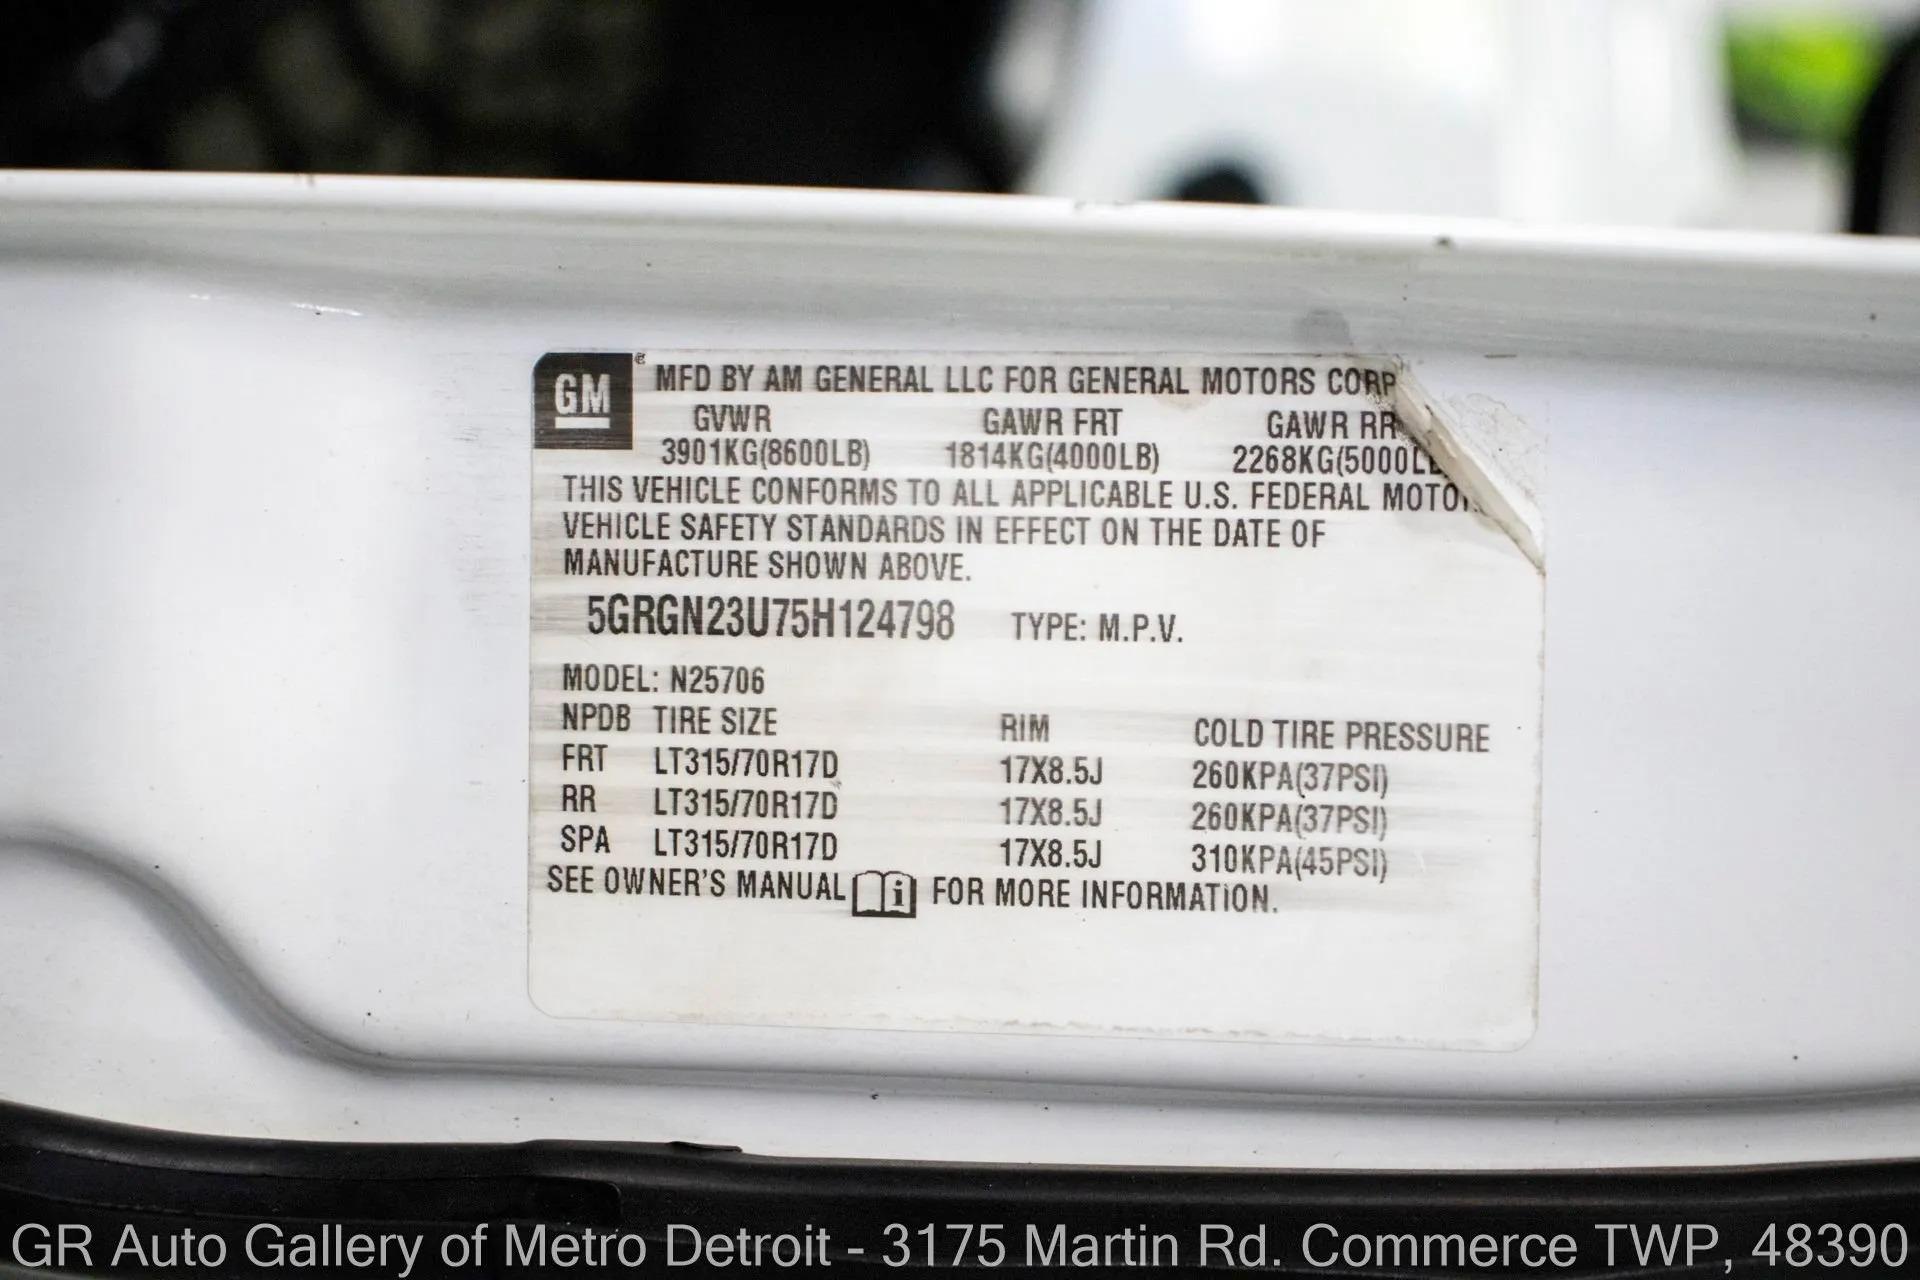 GM® MFD BY AM GENERAL LLC FOR GENERAL MOTORS CORP
GVWR GAWR FRT GAWR RR
3901KG(8600LB) 1814KG(4000LB) 2268KG(5000LB
THIS VEHICLE CONFORMS TO ALL APPLICABLE U.S. FEDERAL MOTO
VEHICLE SAFETY STANDARDS IN EFFECT ON THE DATE OF
MANUFACTURE SHOWN ABOVE.
5GRGN23U75H124798 TYPE: M.P.V.
MODEL: N25706
NPDB TIRE SIZE RIM COLD TIRE PRESSURE
FRT LT315/70R17D 17X8.5J 260KPA(37PSI)
RR LT315/70R17D 17X8.5J 260KPA(37PSI)
SPA LT315/70R17D 17X8.5J 310KPA(45PSI)
SEE OWNER'S MANUAL i FOR MORE INFORMATION.
GR Auto Gallery of Metro Detroit - 3175 Martin Rd. Commerce TWP, 48390